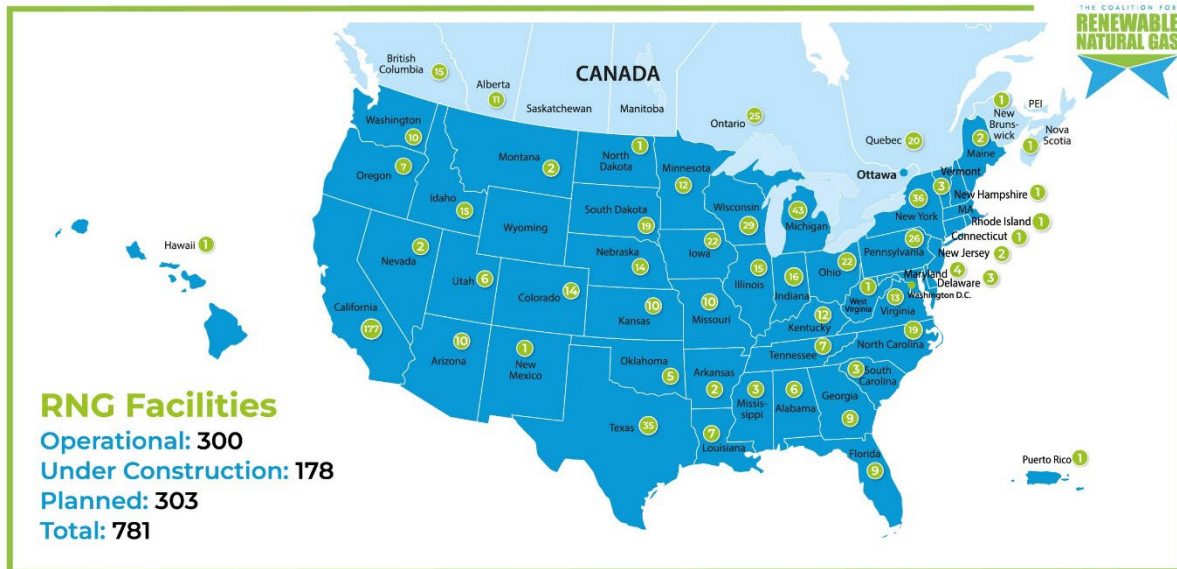 THE COALITION FOR
RENEWABLE
NATURAL GAS
CANADA
British
Columbia
15
Alberta
11
Saskatchewan
Manitoba
Ontario
25
Quebec
20
Ottawa
1
New
Bruns-
wick
PEI
Nova
Scotia
1
Washington
10
Oregon
7
Idaho
15
Montana
2
North
Dakota
1
Minnesota
12
South Dakota
19
Wyoming
Wisconsin
29
Michigan
43
Maine
2
Vermont
3
New Hampshire
1
New York
36
MA
Rhode Island
1
Connecticut
1
New Jersey
2
Pennsylvania
26
Maryland
4
Delaware
3
Washington D.C.
Hawaii
1
Nevada
2
Utah
6
Colorado
14
Nebraska
14
Iowa
22
Illinois
15
Indiana
16
Ohio
22
West
Virginia
1
Virginia
13
California
177
Arizona
10
New
Mexico
1
Kansas
10
Missouri
10
Kentucky
12
Tennessee
7
North Carolina
19
South
Carolina
3
Oklahoma
5
Arkansas
2
Missis-
sippi
3
Alabama
6
Georgia
9
Texas
35
Louisiana
7
Florida
9
Puerto Rico
1
RNG Facilities
Operational: 300
Under Construction: 178
Planned: 303
Total: 781